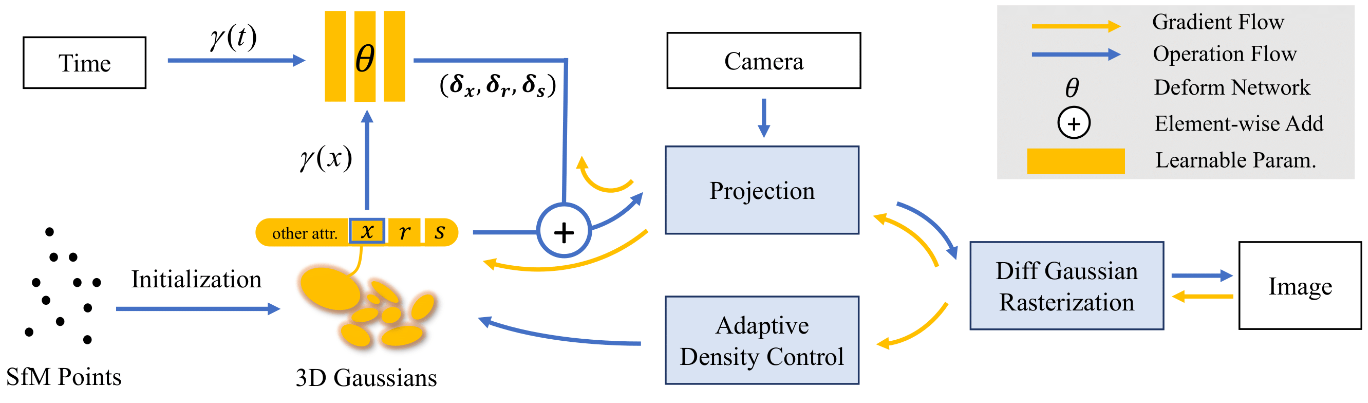 Time
γ(t)
θ
(δx, δr, δs)
γ(x)
other attr. x r s
+
SfM Points
Initialization
3D Gaussians
Camera
Projection
Adaptive
Density Control
Diff Gaussian
Rasterization
Image
Gradient Flow
Operation Flow
θ Deform Network
+ Element-wise Add
Learnable Param.